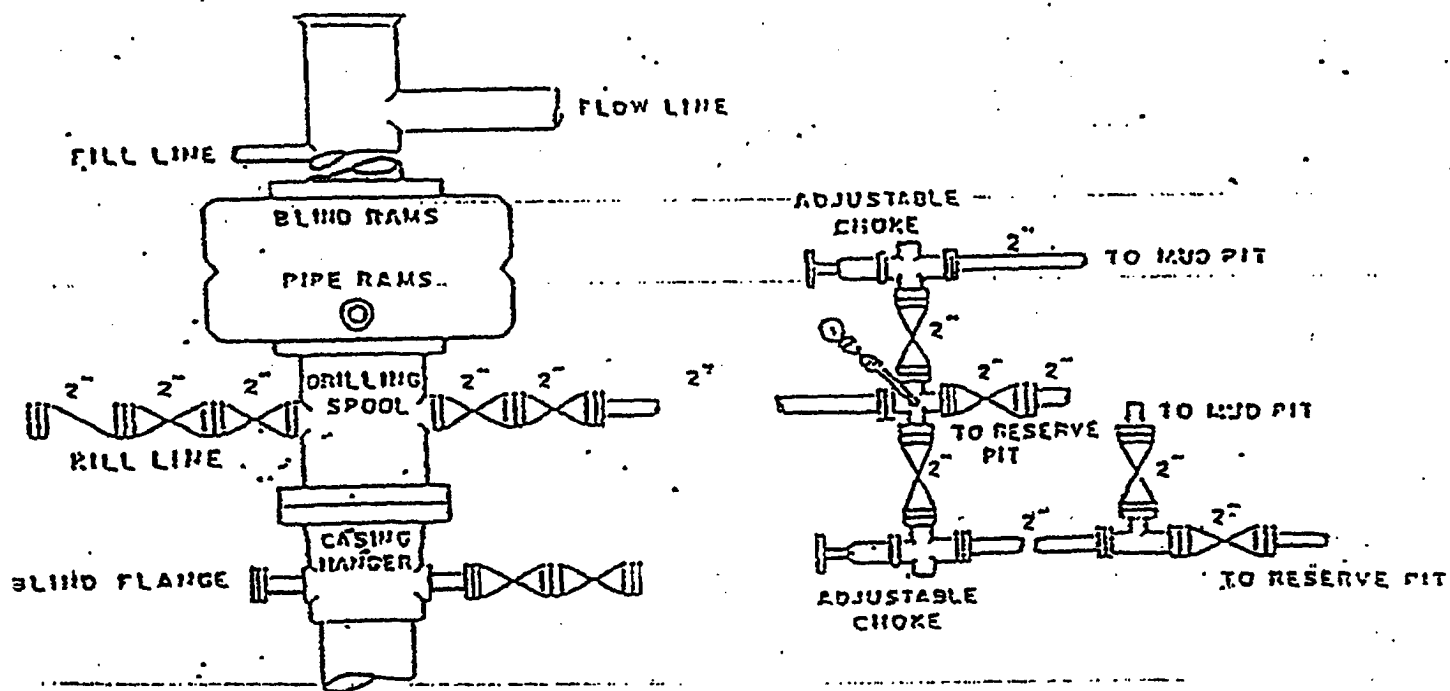 FLOW LINE
FILL LINE
BLIND RAMS
PIPE RAMS
2" 2" 2"
DRILLING
SPOOL
2" 2" 2"
KILL LINE
CASING
HANGER
BLIND FLANGE
ADJUSTABLE
CHOKE
2"
TO MUD PIT
2"
2" 2"
TO RESERVE
PIT
2"
TO MUD PIT
2"
2" 2"
ADJUSTABLE
CHOKE
TO RESERVE PIT